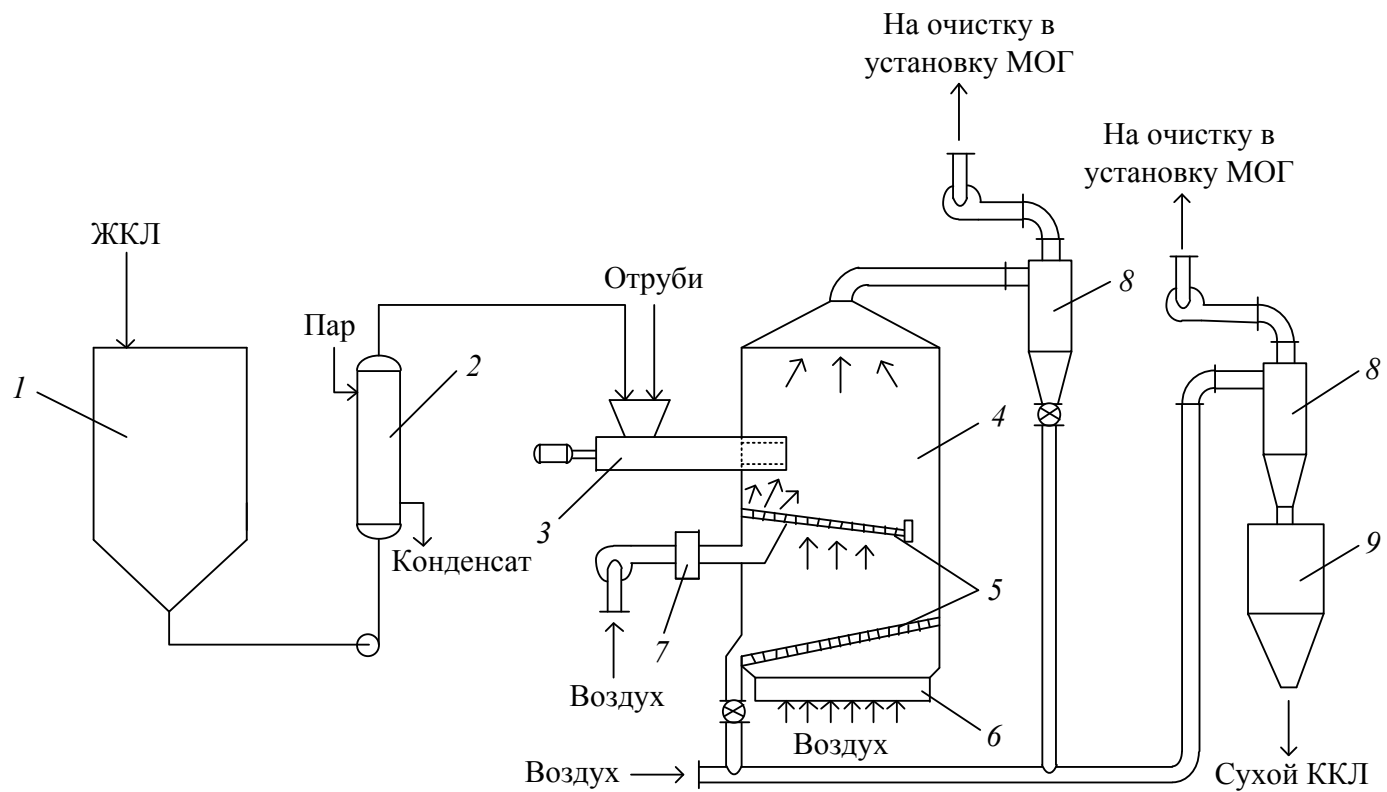 На очистку в
установку МОГ
На очистку в
установку МОГ
ЖКЛ
Отруби
Пар
1
2
3
4
8
8
Конденсат
5
7
9
Воздух
6
Воздух
Воздух
Сухой ККЛ